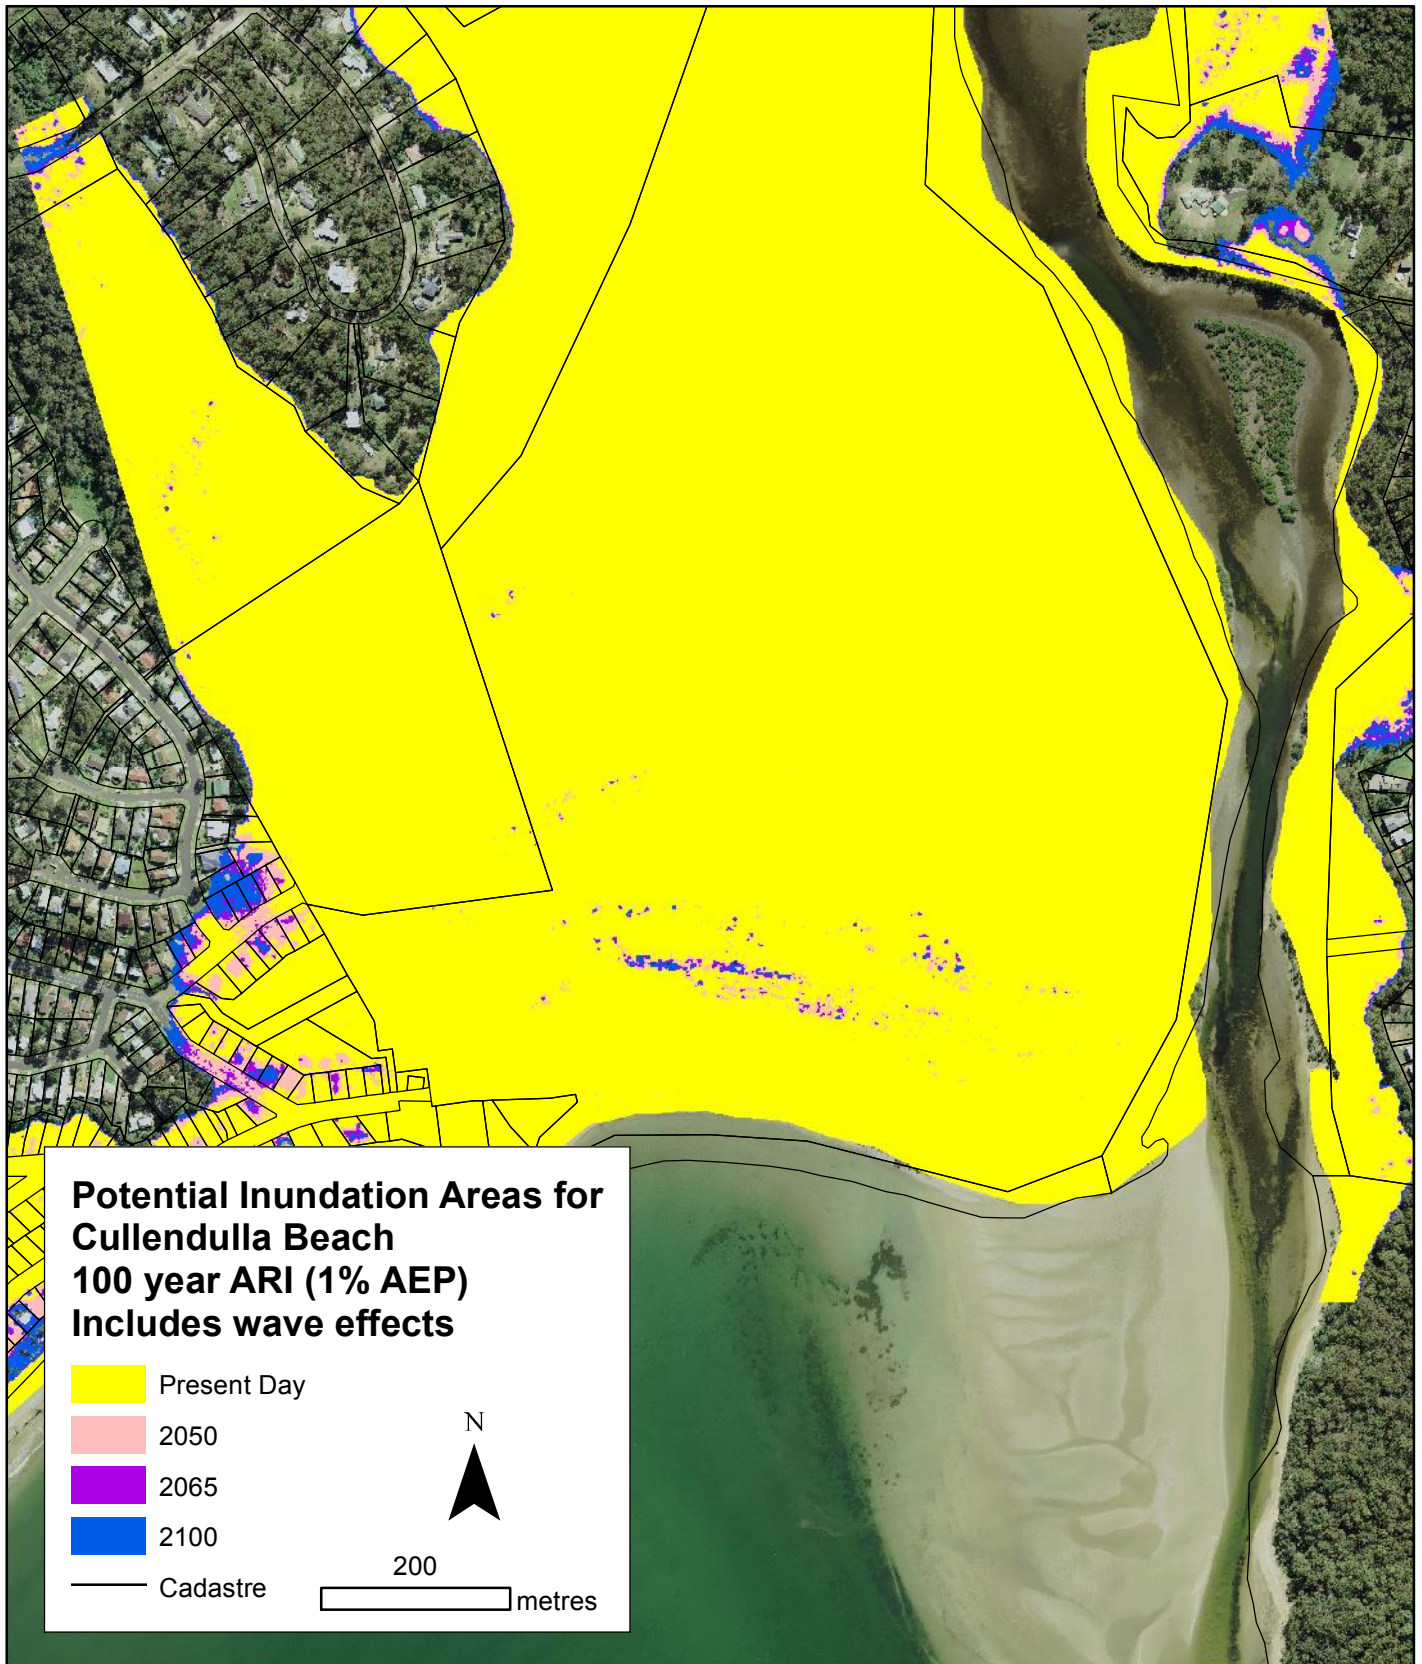 Potential Inundation Areas for
Cullendulla Beach
100 year ARI (1% AEP)
Includes wave effects
Present Day
2050
2065
2100
Cadastre
N
200
metres